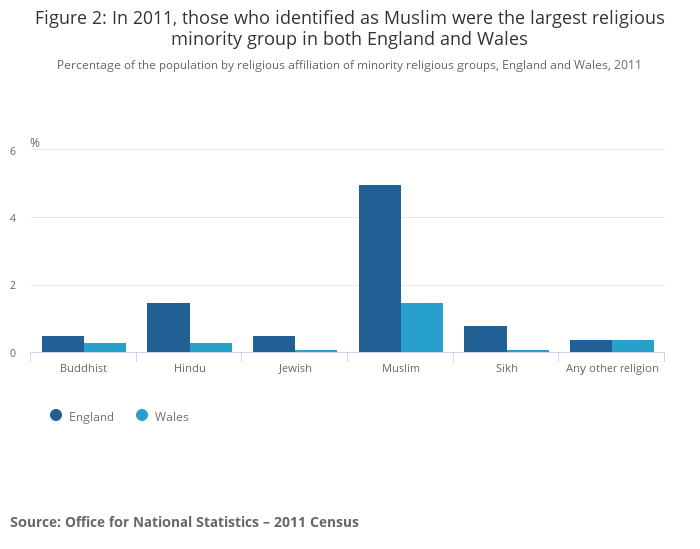 Figure 2: In 2011, those who identified as Muslim were the largest religious
minority group in both England and Wales
Percentage of the population by religious affiliation of minority religious groups, England and Wales, 2011
%
6
4
2
0
Buddhist Hindu Jewish Muslim Sikh Any other religion
England Wales
Source: Office for National Statistics – 2011 Census